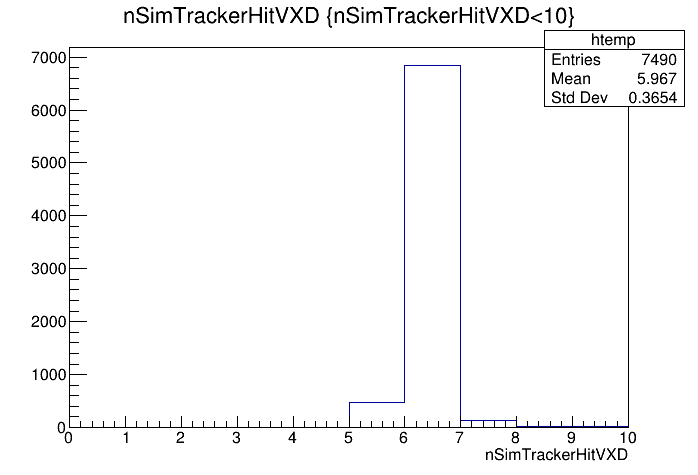 nSimTrackerHitVXD {nSimTrackerHitVXD<10}
htemp
Entries 7490
Mean 5.967
Std Dev 0.3654
7000
6000
5000
4000
3000
2000
1000
0
0 1 2 3 4 5 6 7 8 9 10
nSimTrackerHitVXD